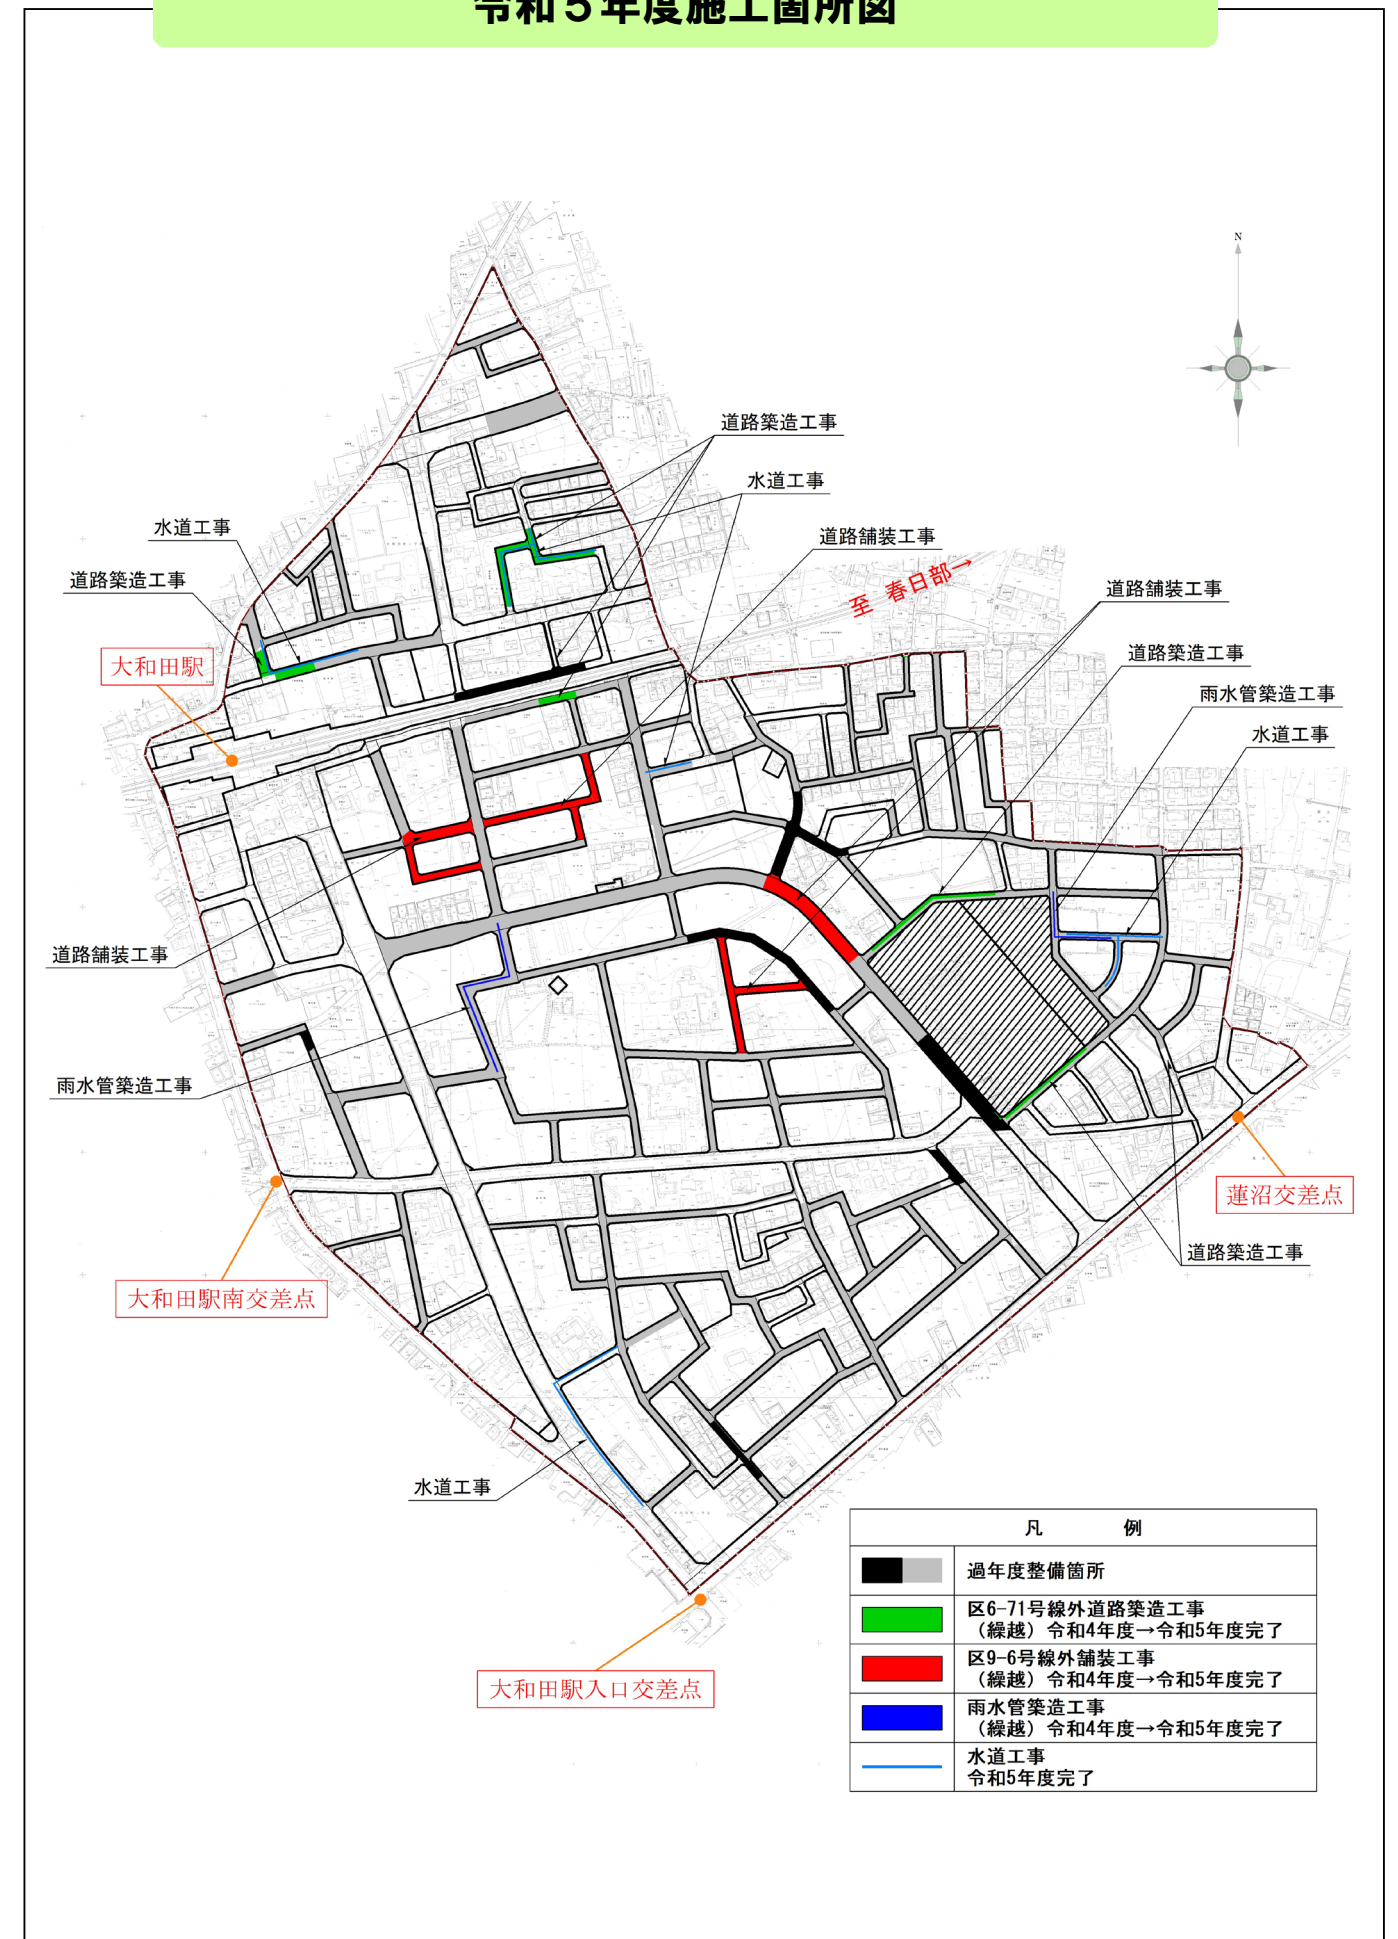 令和５年度施工箇所図
N
道路築造工事
水道工事
水道工事
道路舗装工事
道路築造工事
至 春日部→
道路舗装工事
大和田駅
道路築造工事
雨水管築造工事
水道工事
道路舗装工事
雨水管築造工事
蓮沼交差点
道路築造工事
大和田駅南交差点
水道工事
大和田駅入口交差点
凡 例
過年度整備箇所
区6-71号線外道路築造工事
（繰越）令和4年度→令和5年度完了
区9-6号線外舗装工事
（繰越）令和4年度→令和5年度完了
雨水管築造工事
（繰越）令和4年度→令和5年度完了
水道工事
令和5年度完了